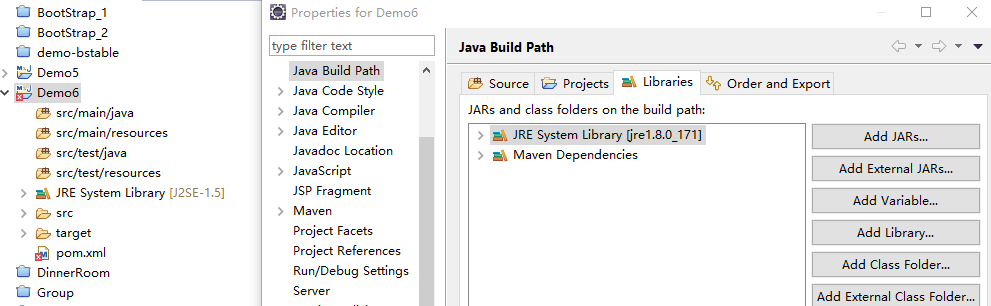 BootStrap_1
BootStrap_2
demo-bstable
Demo5
Demo6
src/main/java
src/main/resources
src/test/java
src/test/resources
JRE System Library [J2SE-1.5]
src
target
pom.xml
DinnerRoom
Group
Properties for Demo6
type filter text
Java Build Path
Java Code Style
Java Compiler
Java Editor
Javadoc Location
JavaScript
JSP Fragment
Maven
Project Facets
Project References
Run/Debug Settings
Server
Java Build Path
Source Projects Libraries Order and Export
JARs and class folders on the build path:
JRE System Library [jre1.8.0_171]
Maven Dependencies
Add JARs...
Add External JARs...
Add Variable...
Add Library...
Add Class Folder...
Add External Class Folder...